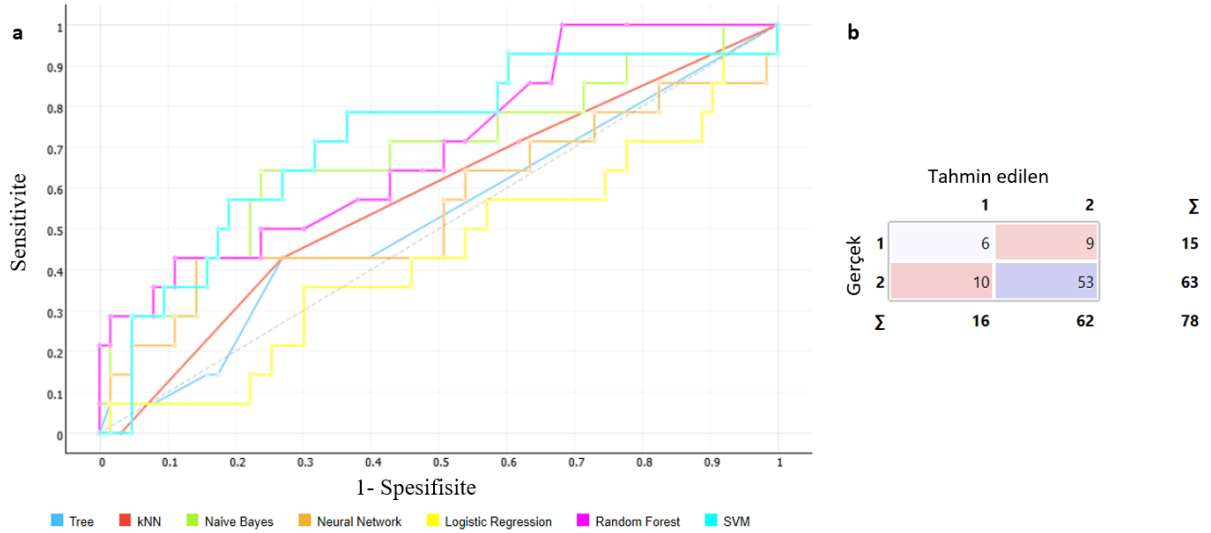 a
1
0.9
0.8
0.7
0.6
0.5
0.4
0.3
0.2
0.1
0
Sensitivite
0 0.1 0.2 0.3 0.4 0.5 0.6 0.7 0.8 0.9 1
1- Spesifisite
Tree kNN Naive Bayes Neural Network Logistic Regression Random Forest SVM
b
Tahmin edilen
1 2 Σ
Gerçek
1 6 9 15
2 10 53 63
Σ 16 62 78